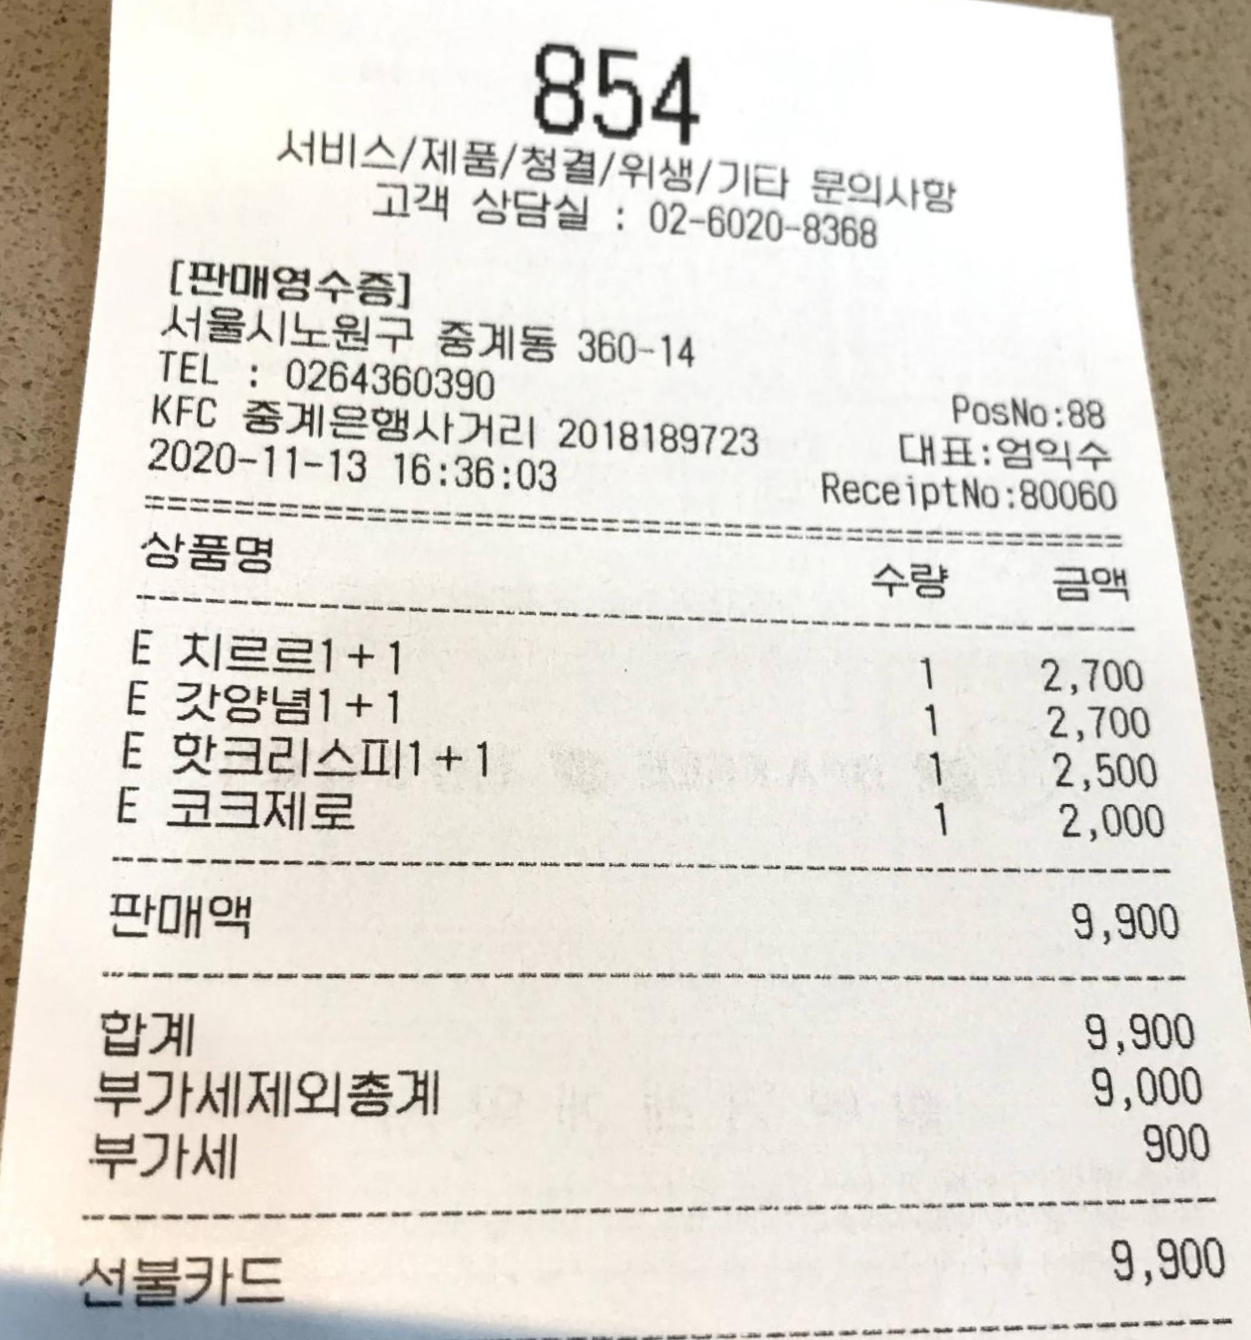 854
서비스/제품/청결/위생/기타 문의사항
고객 상담실 : 02-6020-8368
[판매영수증]
서울시노원구 중계동 360-14
TEL : 0264360390
PosNo:88
KFC 중계은행사거리 2018189723 대표:엄익수
2020-11-13 16:36:03 ReceiptNo:80060
상품명 수량 금액
E 치르르1+1 1 2,700
E 갓양념1+1 1 2,700
E 핫크리스피1+1 1 2,500
E 코크제로 1 2,000
판매액 9,900
합계 9,900
부가세제외총계 9,000
부가세 900
선불카드 9,900